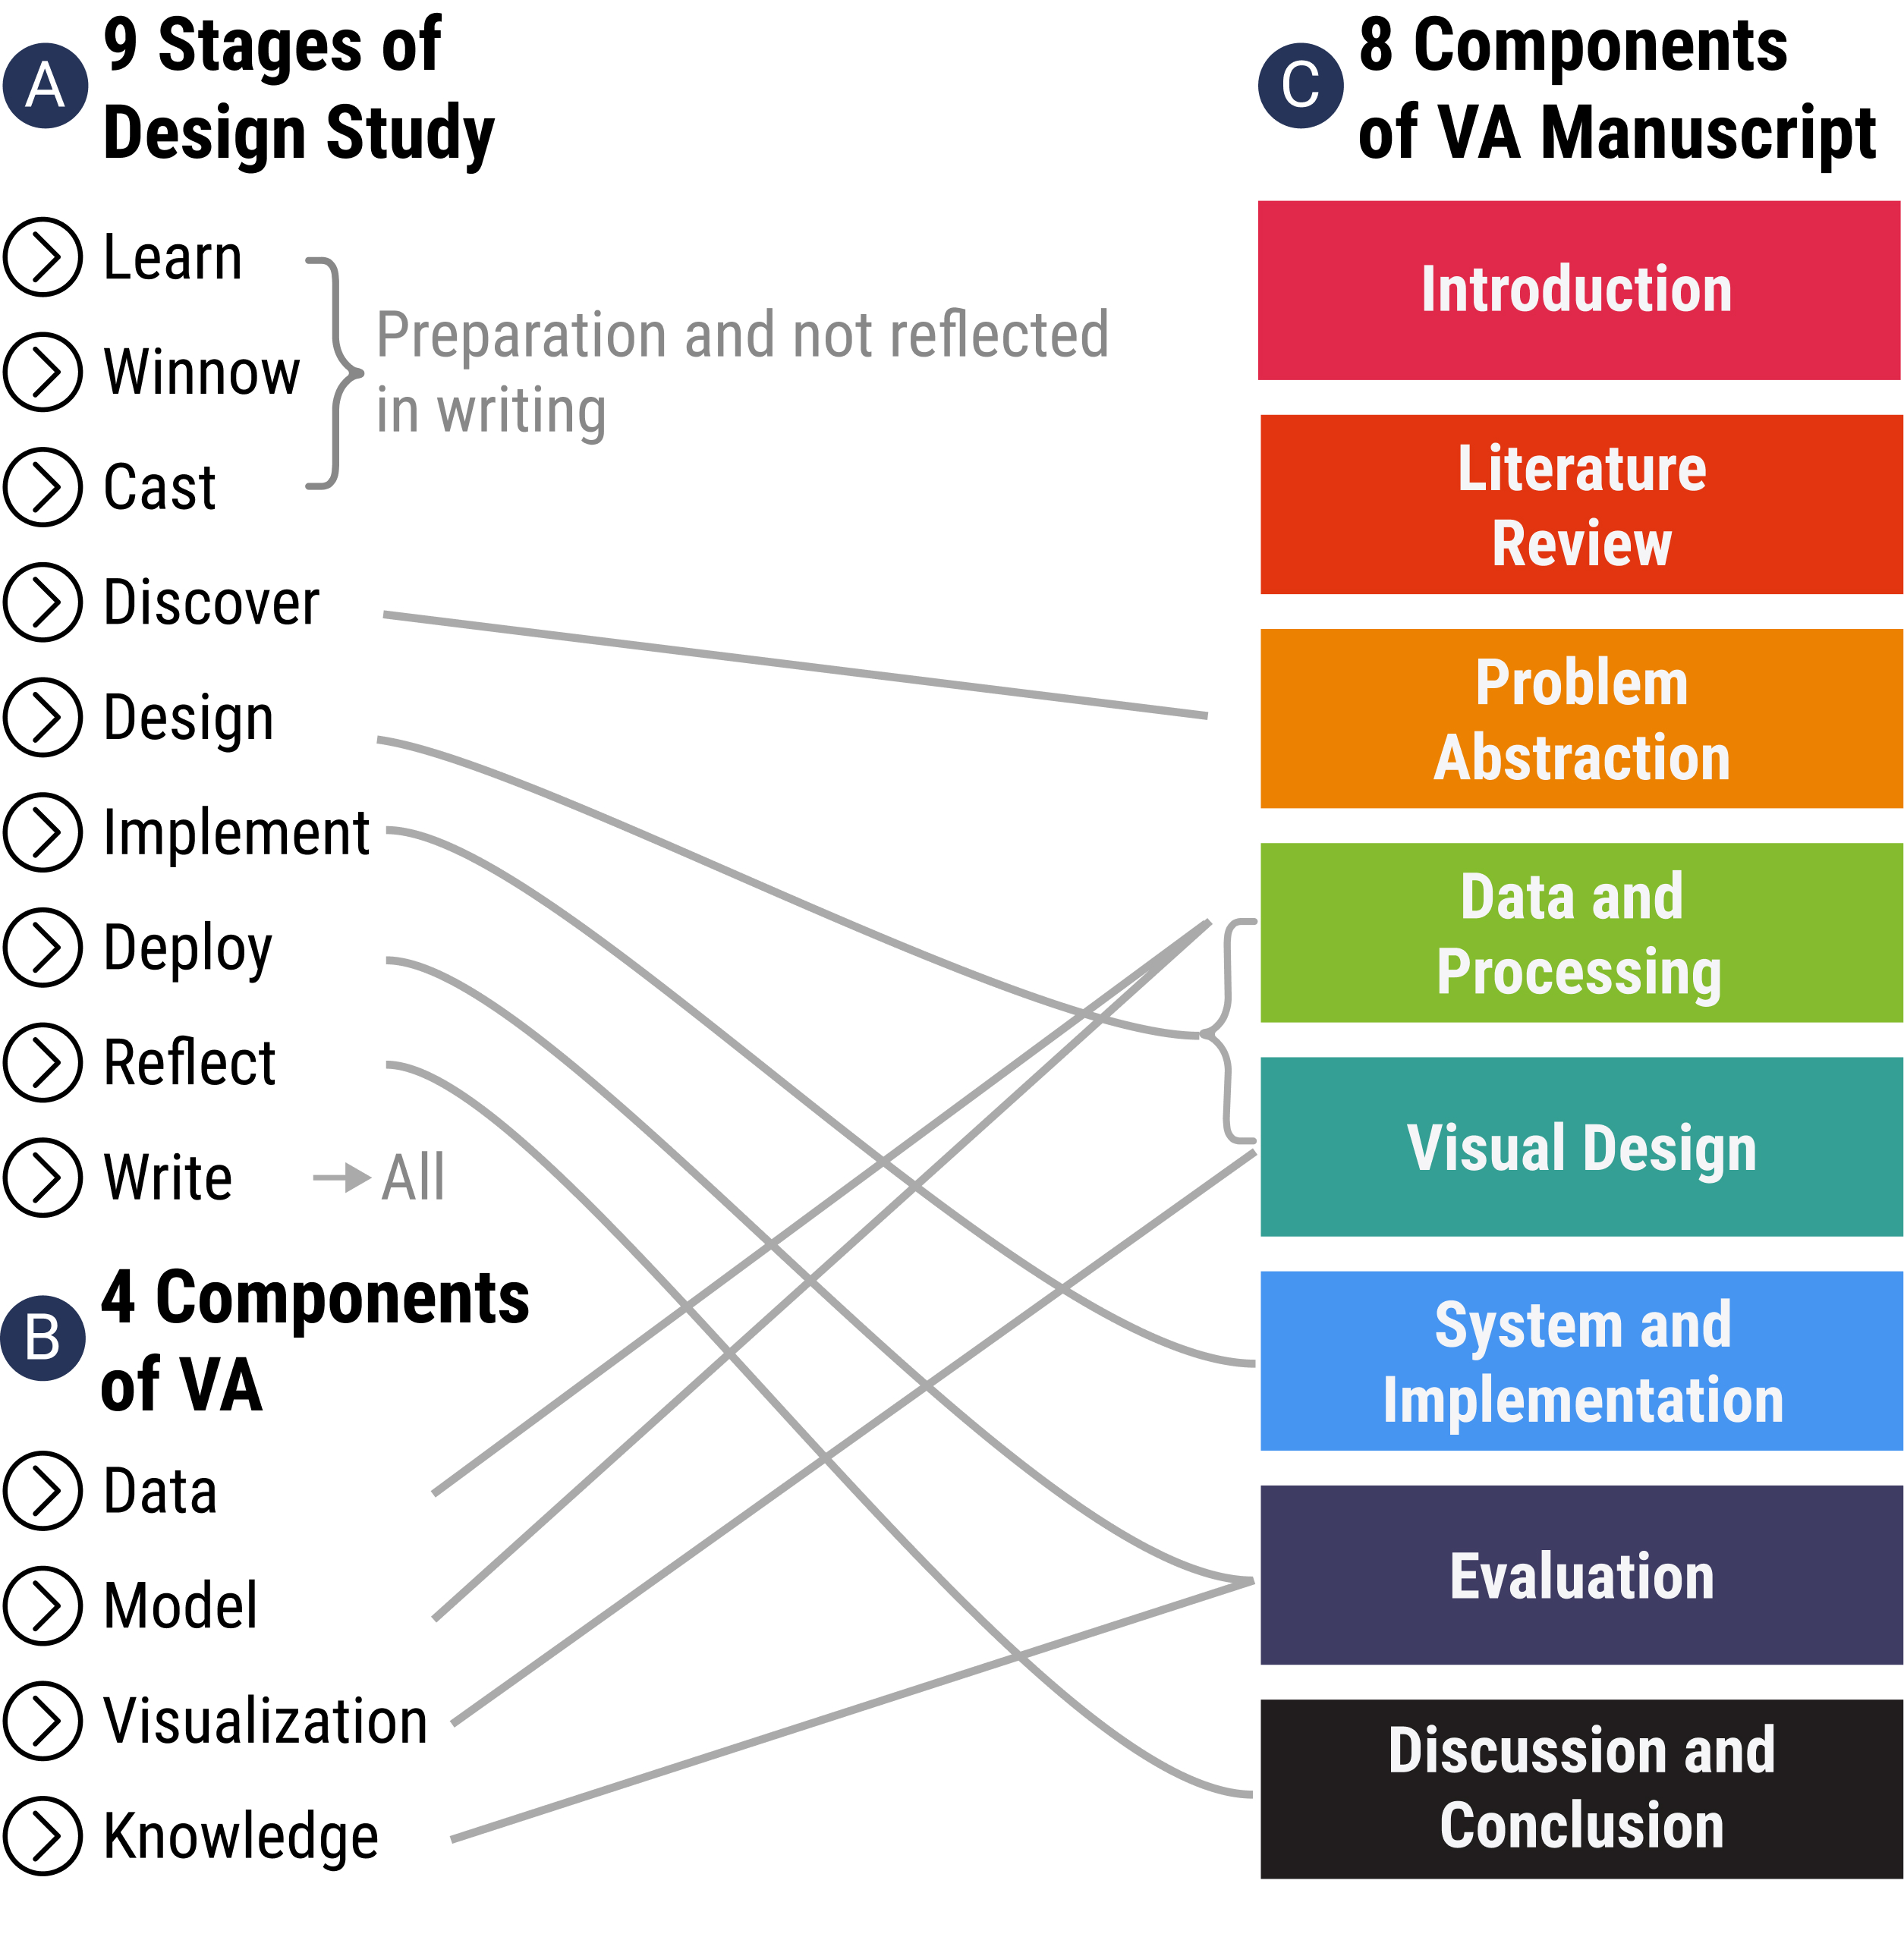 A
9 Stages of
Design Study
Learn
Winnow
Cast
Preparation and not reflected
in writing
Discover
Design
Implement
Deploy
Reflect
Write
All
B
4 Components
of VA
Data
Model
Visualization
Knowledge
C
8 Components
of VA Manuscript
Introduction
Literature
Review
Problem
Abstraction
Data and
Processing
Visual Design
System and
Implementation
Evaluation
Discussion and
Conclusion